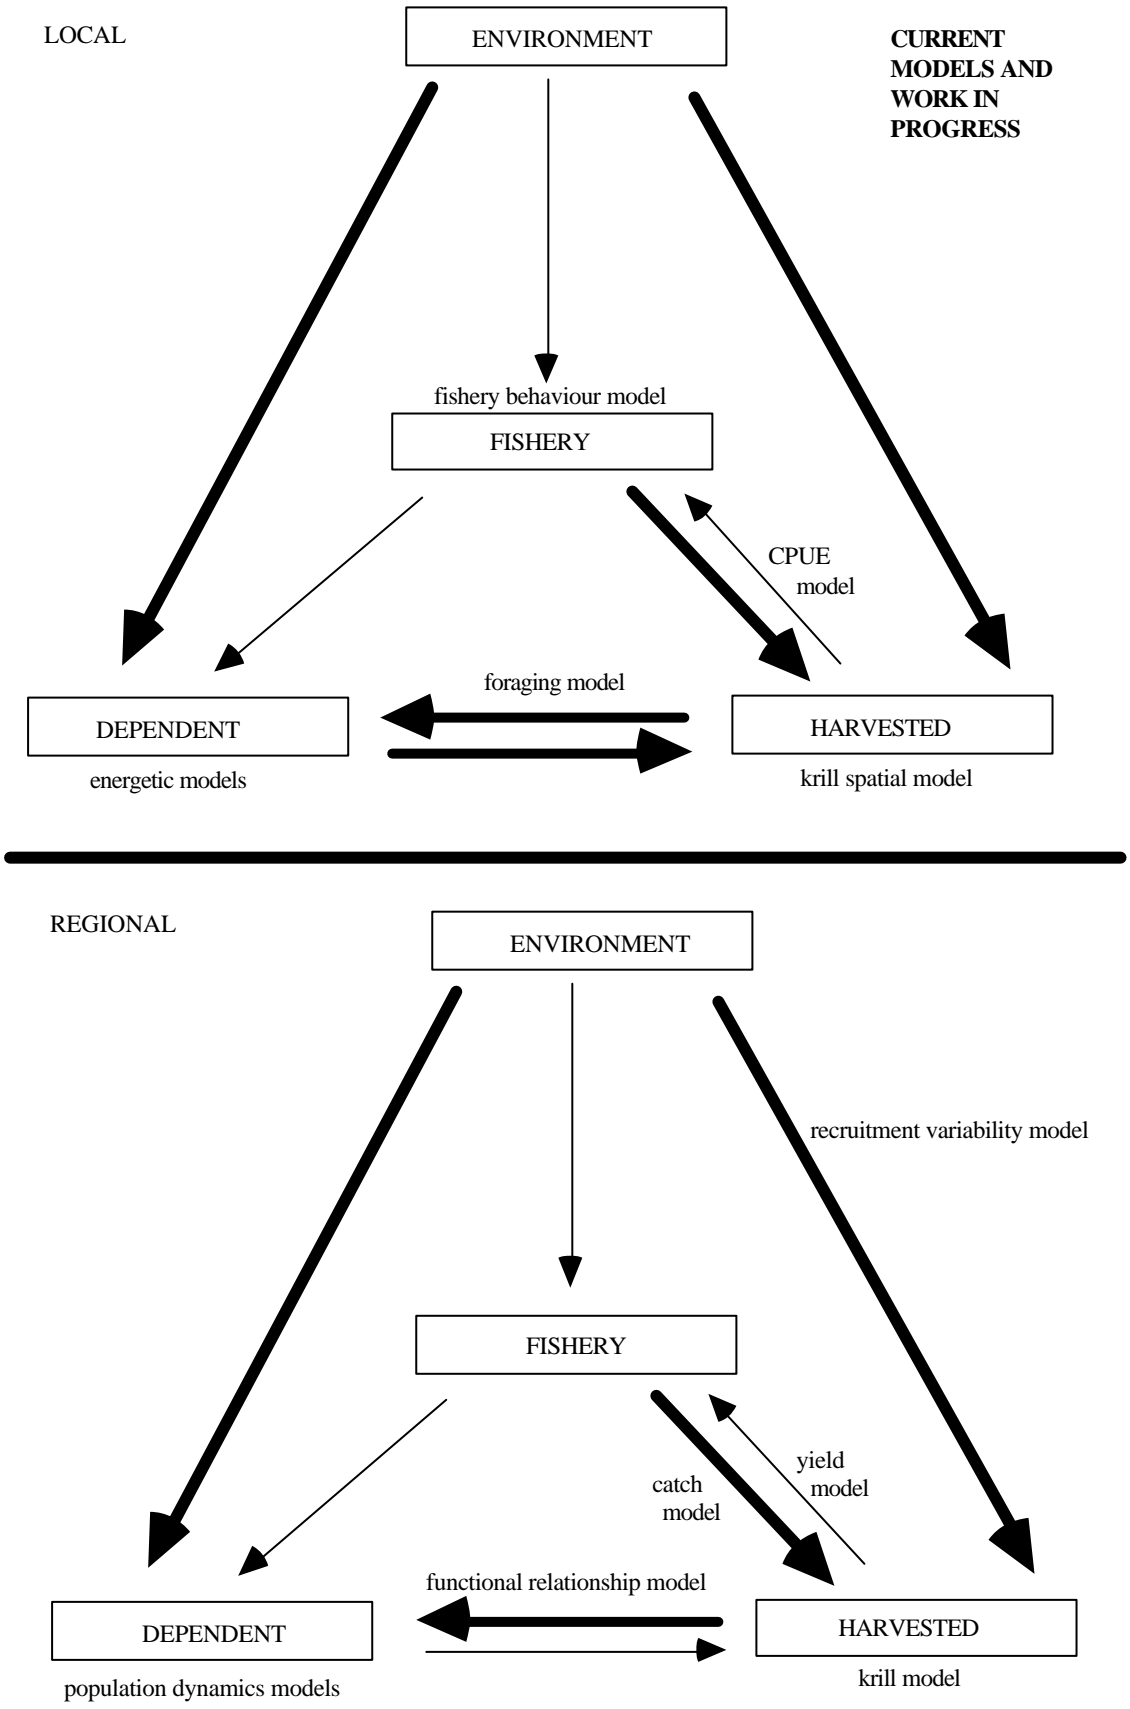 LOCAL
ENVIRONMENT
CURRENT
MODELS AND
WORK IN
PROGRESS
fishery behaviour model
FISHERY
CPUE
model
foraging model
DEPENDENT
HARVESTED
energetic models
krill spatial model
REGIONAL
ENVIRONMENT
recruitment variability model
FISHERY
yield
model
catch
model
functional relationship model
DEPENDENT
HARVESTED
population dynamics models
krill model